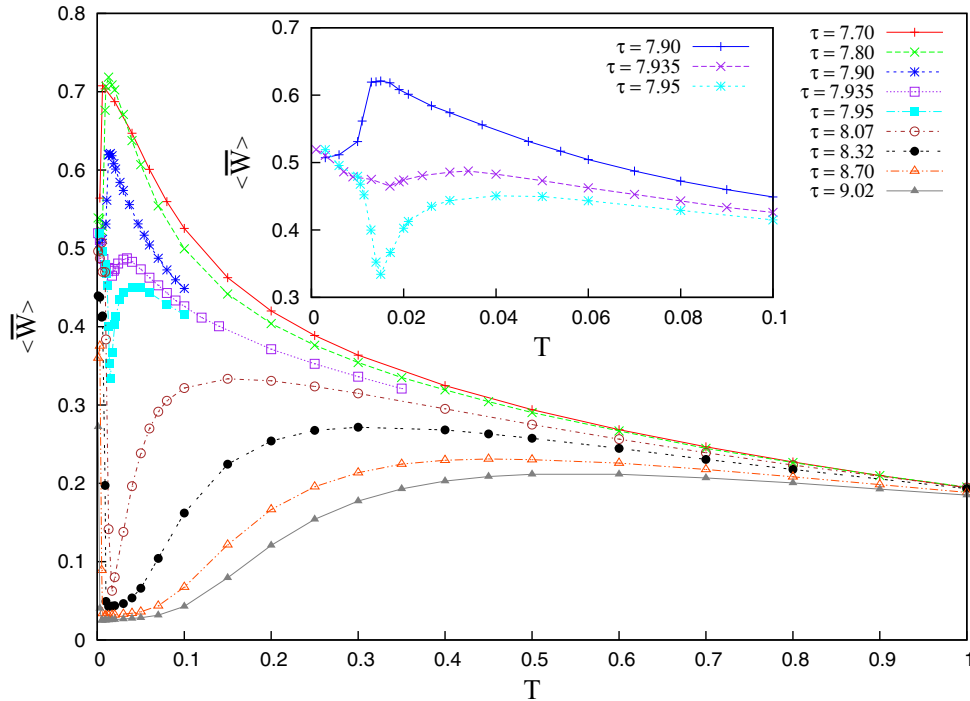 0.8
0.7
0.6
0.5
0.4
0.3
0.2
0.1
0
<W>
0 0.1 0.2 0.3 0.4 0.5 0.6 0.7 0.8 0.9 1
T
0.7
0.6
0.5
0.4
0.3
<W>
0 0.02 0.04 0.06 0.08 0.1
T
τ = 7.90
τ = 7.935
τ = 7.95
τ = 7.70
τ = 7.80
τ = 7.90
τ = 7.935
τ = 7.95
τ = 8.07
τ = 8.32
τ = 8.70
τ = 9.02